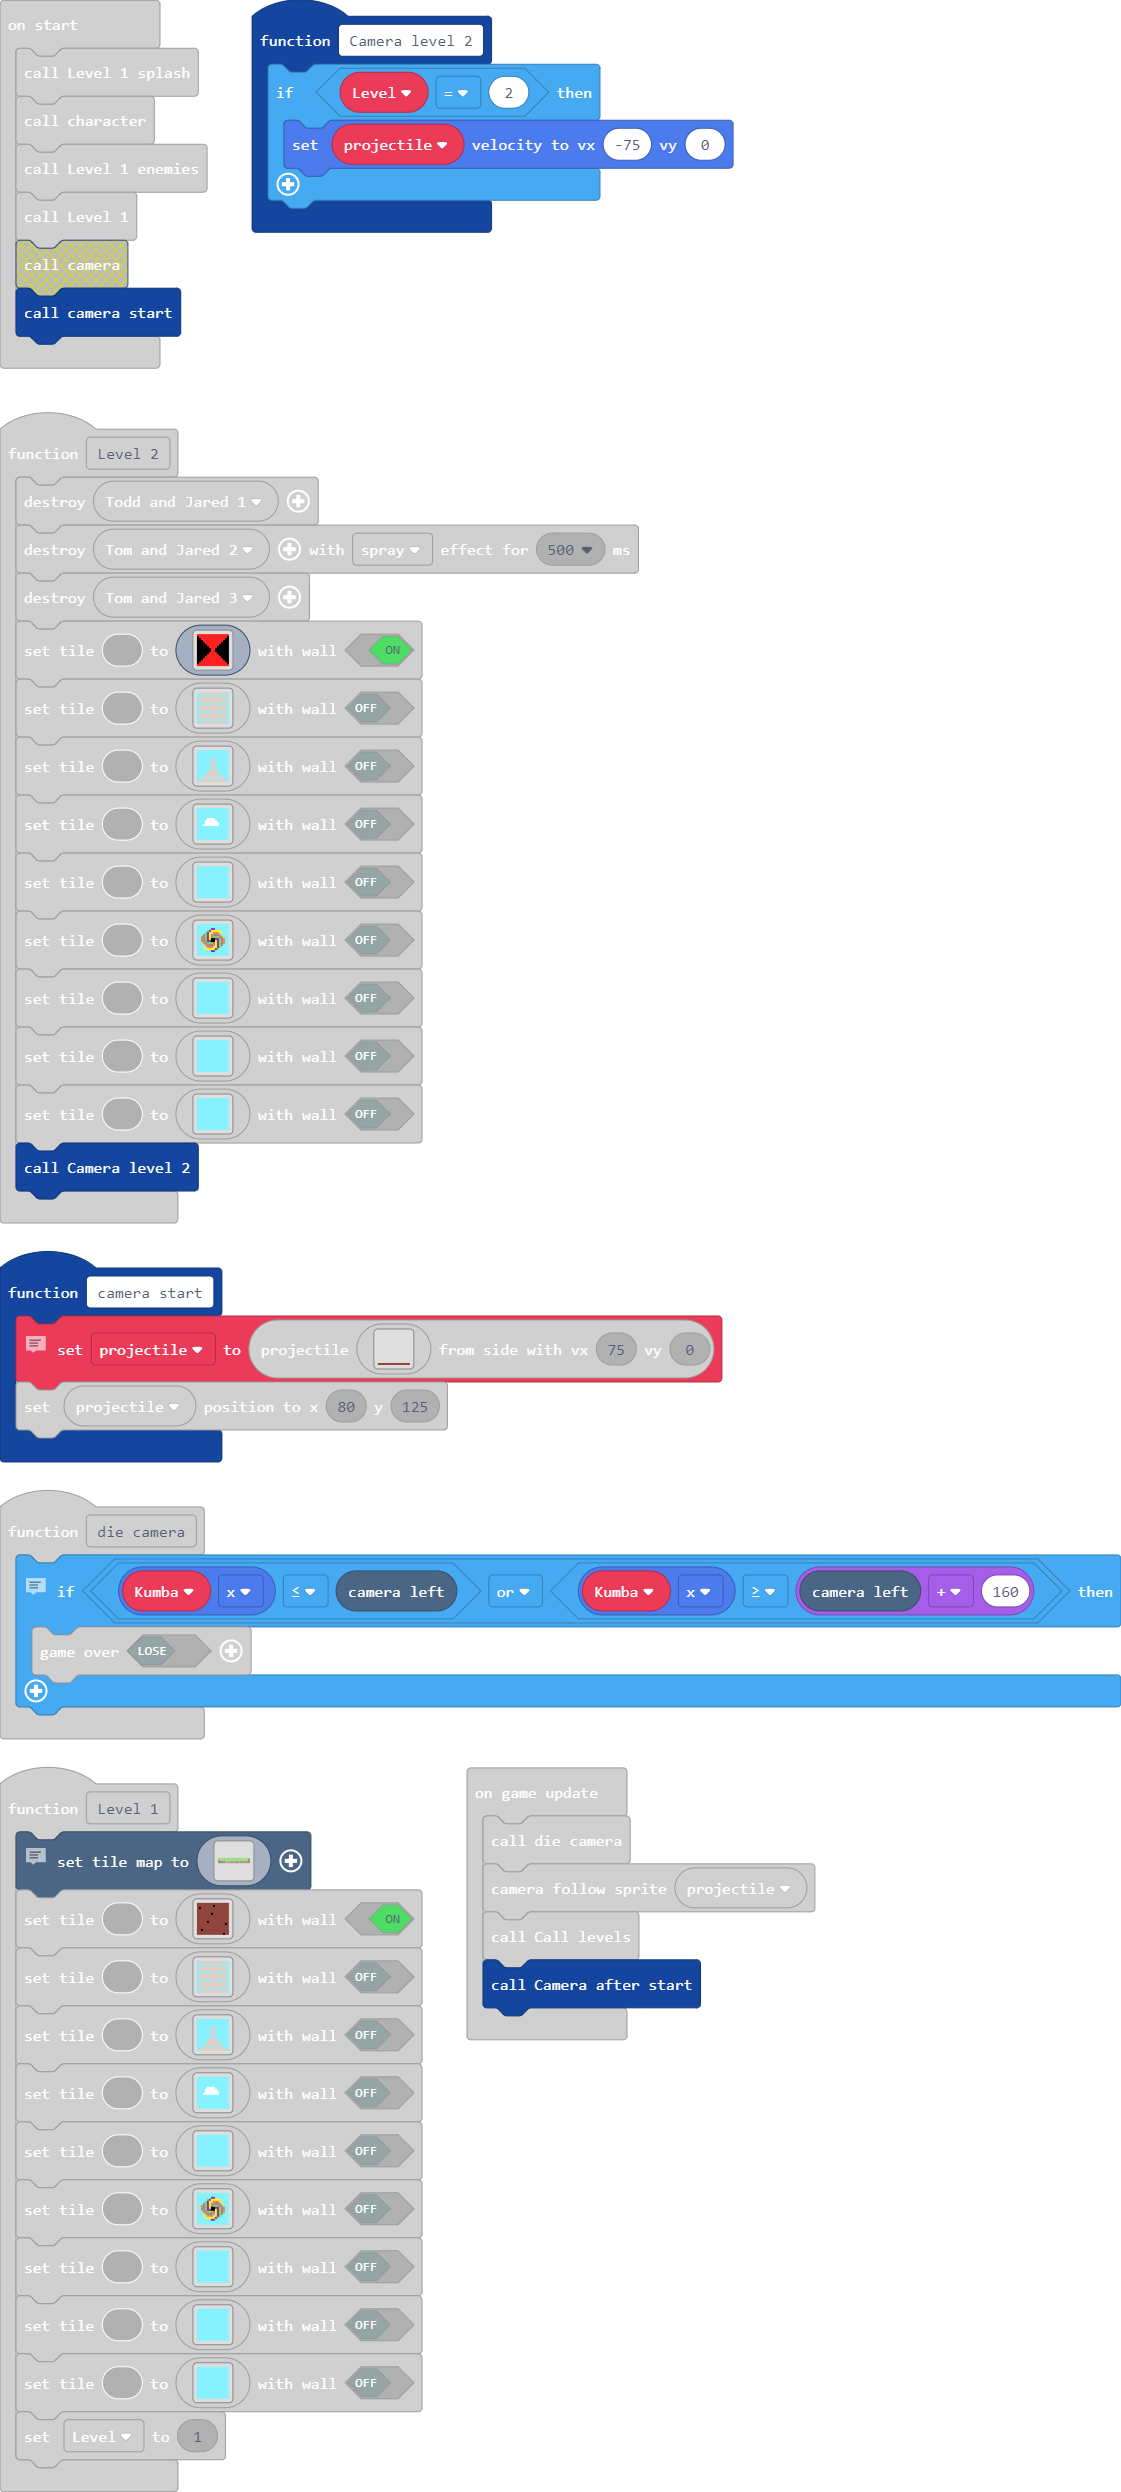 on start
call Level 1 splash
call character
call Level 1 enemies
call Level 1
call camera
call camera start
function Camera level 2
if Level = 2 then
set projectile velocity to vx -75 vy 0
function Level 2
destroy Todd and Jared 1
destroy Tom and Jared 2 with spray effect for 500 ms
destroy Tom and Jared 3
set tile to with wall ON
set tile to with wall OFF
set tile to with wall OFF
set tile to with wall OFF
set tile to with wall OFF
set tile to with wall OFF
set tile to with wall OFF
set tile to with wall OFF
set tile to with wall OFF
call Camera level 2
function camera start
set projectile to projectile from side with vx 75 vy 0
set projectile position to x 80 y 125
function die camera
if Kumba x ≤ camera left or Kumba x ≥ camera left + 160 then
game over LOSE
function Level 1
set tile map to
set tile to with wall ON
set tile to with wall OFF
set tile to with wall OFF
set tile to with wall OFF
set tile to with wall OFF
set tile to with wall OFF
set tile to with wall OFF
set tile to with wall OFF
set tile to with wall OFF
set Level to 1
on game update
call die camera
camera follow sprite projectile
call Call levels
call Camera after start